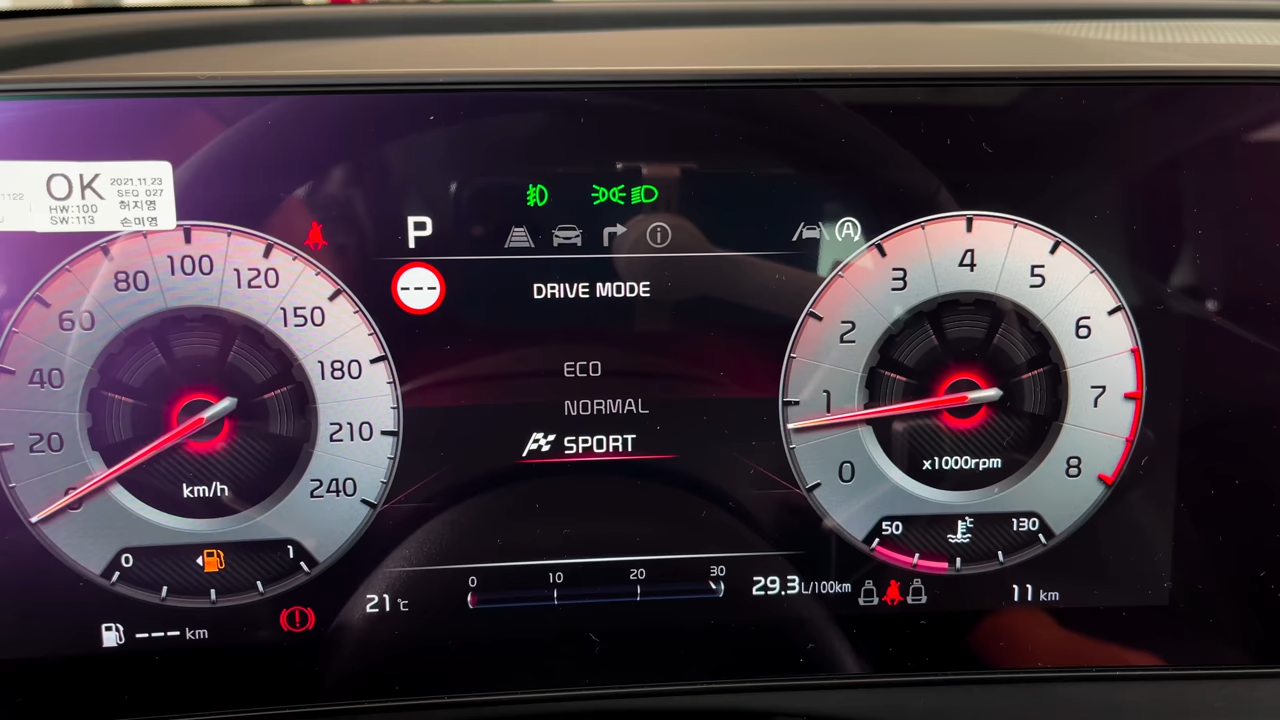 1122
OK
2021.11.23
SEQ 027
HW:100
허지영
SW:113
손미영
P
A
---
DRIVE MODE
ECO
NORMAL
SPORT
0
20
40
60
80
100
120
150
180
210
240
km/h
0
1
--- km
21 °C
0 10 20 30
29.3 L/100km
0
1
2
3
4
5
6
7
8
x1000rpm
50
°C
130
11 km